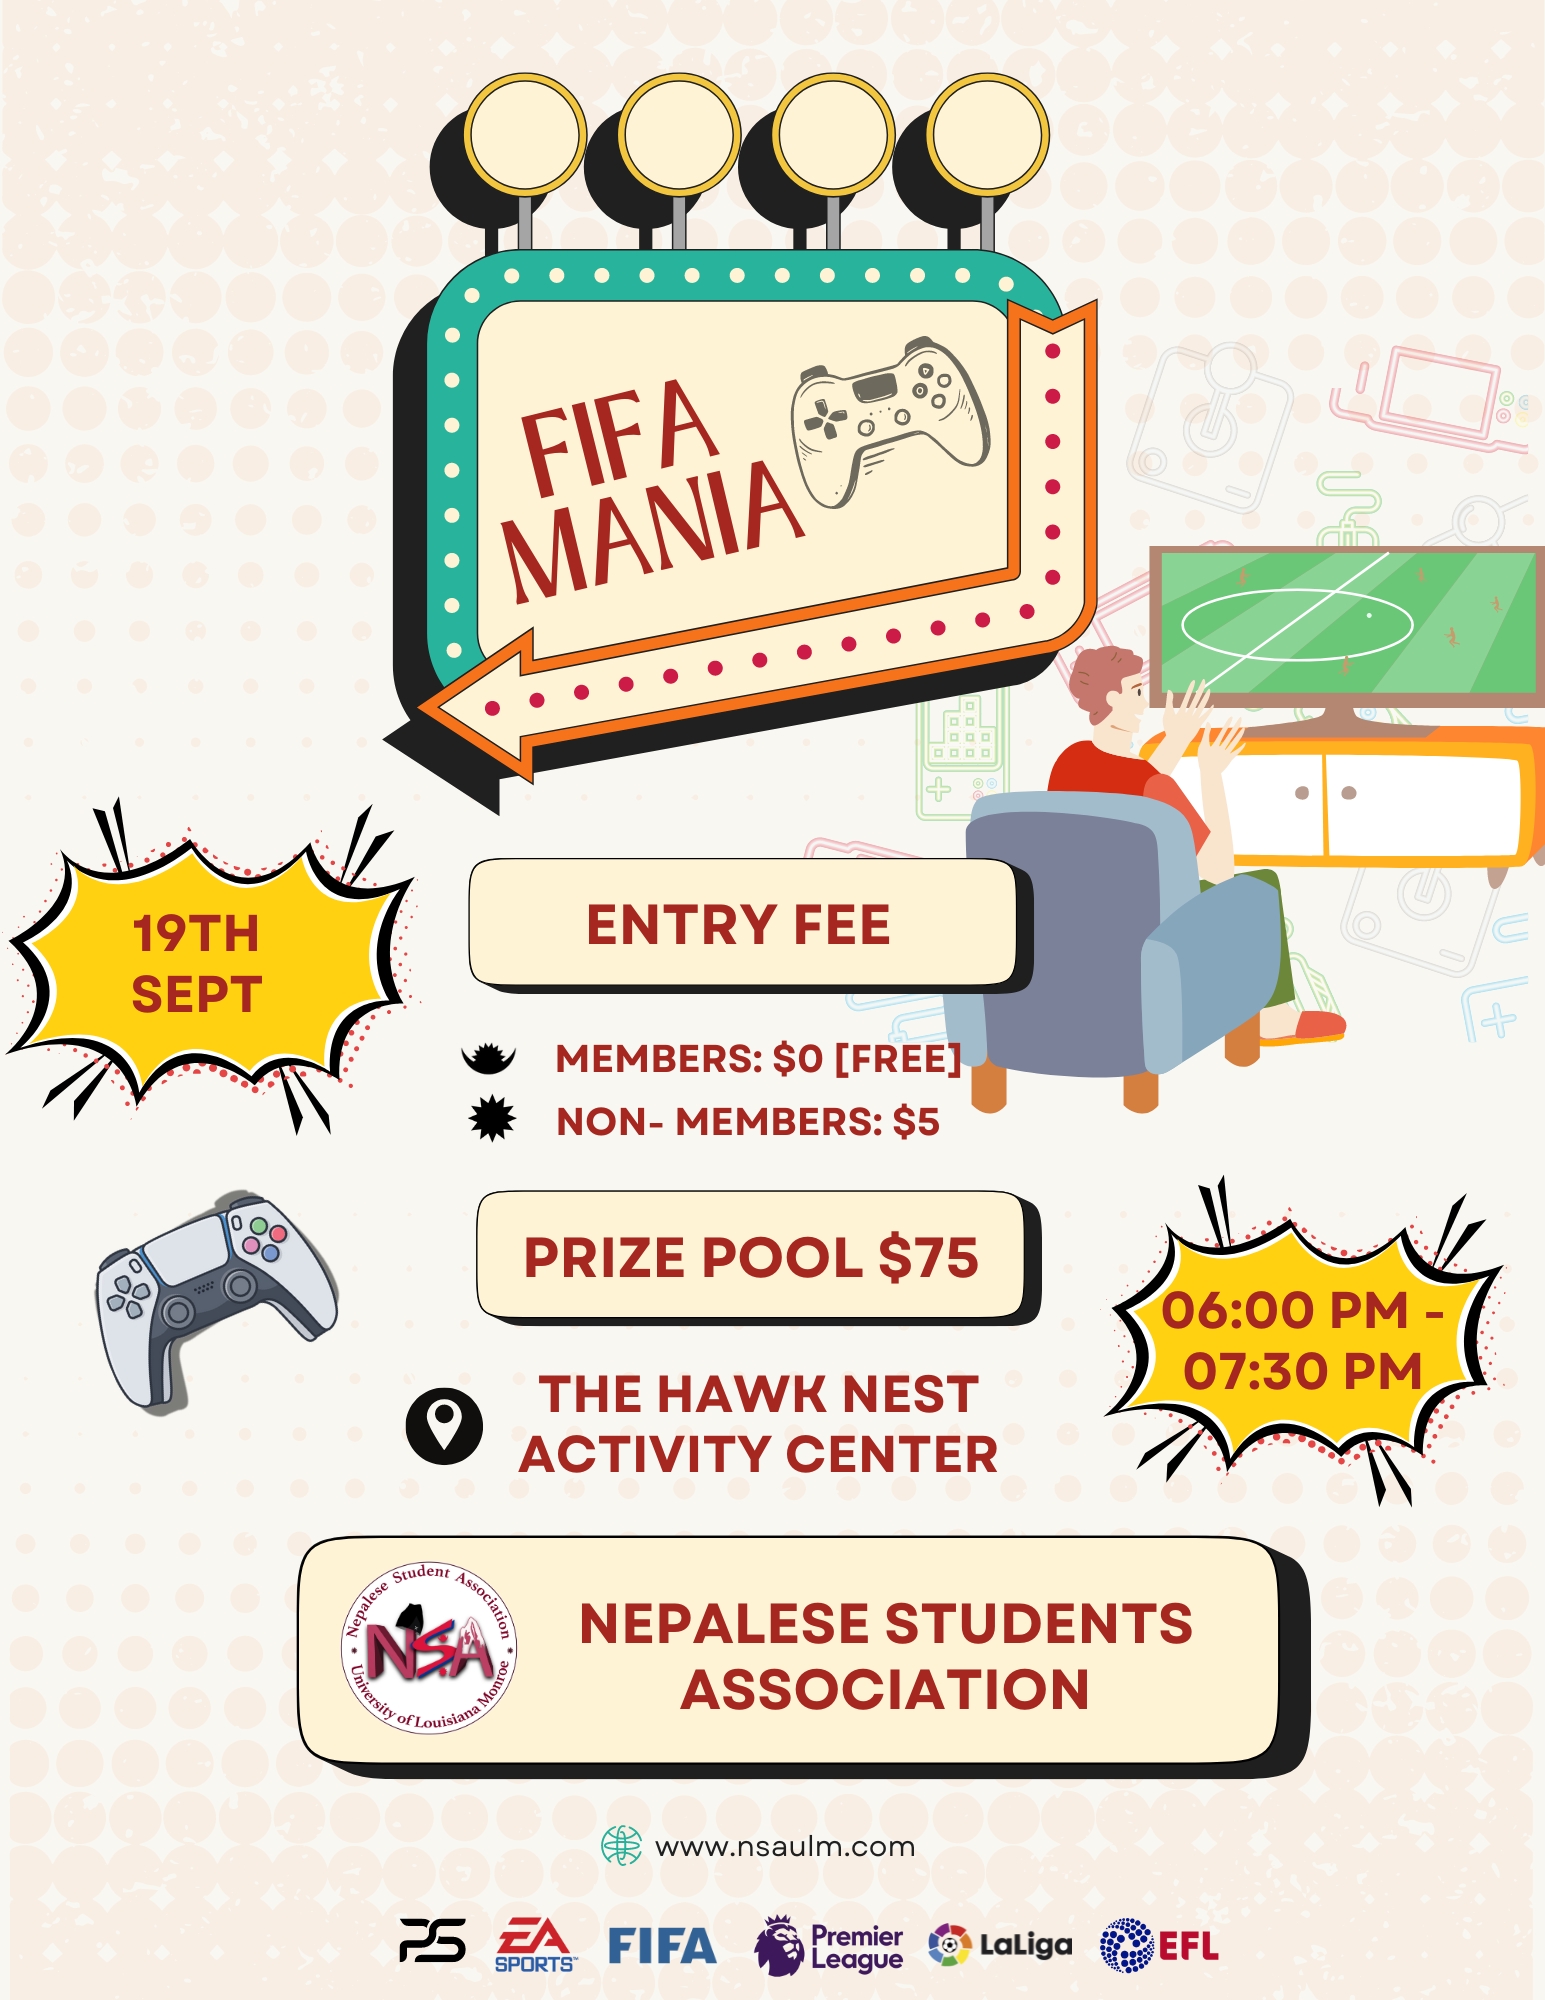 FIFA
MANIA
19TH
SEPT
ENTRY FEE
MEMBERS: $0 [FREE]
NON- MEMBERS: $5
PRIZE POOL $75
06:00 PM -
07:30 PM
THE HAWK NEST
ACTIVITY CENTER
Nepalese Student Association
NSA
University of Louisiana Monroe
NEPALESE STUDENTS
ASSOCIATION
www.nsaulm.com
PS
EA
SPORTS™
FIFA
Premier
League
LaLiga
EFL